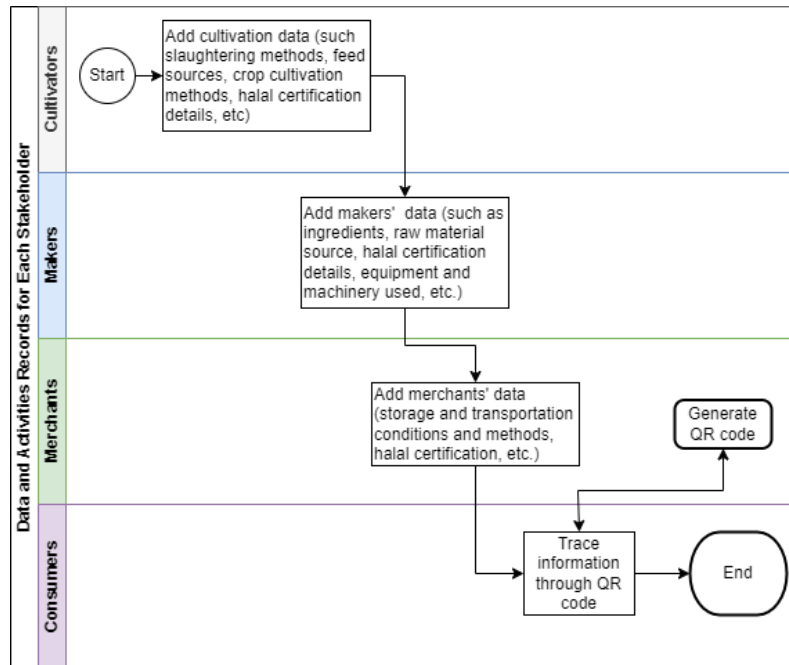 Data and Activities Records for Each Stakeholder
Cultivators
Start
Add cultivation data (such
slaughtering methods, feed
sources, crop cultivation
methods, halal certification
details, etc)
Makers
Add makers' data (such as
ingredients, raw material
source, halal certification
details, equipment and
machinery used, etc.)
Merchants
Add merchants' data
(storage and transportation
conditions and methods,
halal certification, etc.)
Generate
QR code
Consumers
Trace
information
through QR
code
End